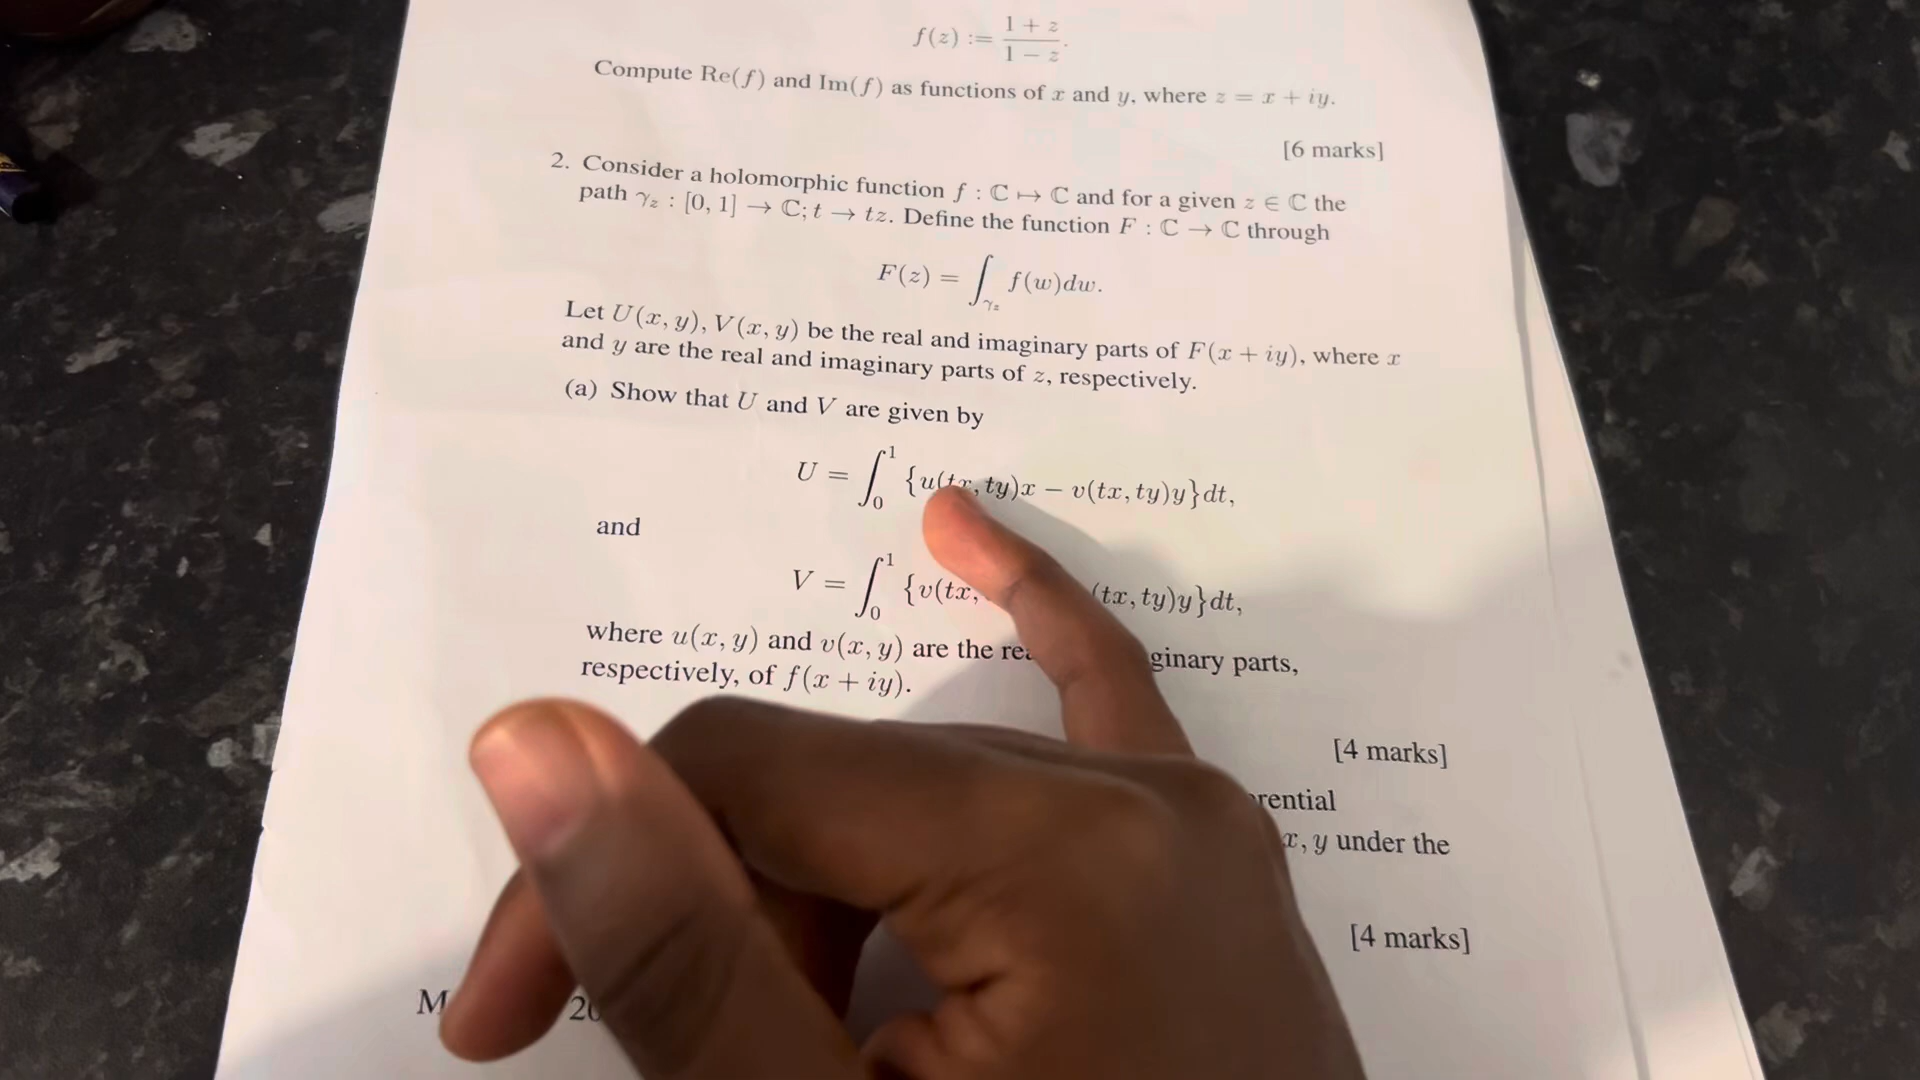 f(z) := \frac{1 + z}{1 - z}.
Compute Re(f) and Im(f) as functions of x and y, where z = x + iy.
[6 marks]
2. Consider a holomorphic function f : ℂ ↦ ℂ and for a given z ∈ ℂ the
path γ_z : [0, 1] → ℂ; t → tz. Define the function F : ℂ → ℂ through
F(z) = ∫_{γ_z} f(w)dw.
Let U(x, y), V(x, y) be the real and imaginary parts of F(x + iy), where x
and y are the real and imaginary parts of z, respectively.
(a) Show that U and V are given by
U = ∫_0^1 {u(tx, ty)x − v(tx, ty)y}dt,
and
V = ∫_0^1 {v(tx, (tx, ty)y}dt,
where u(x, y) and v(x, y) are the parts,
respectively, of f(x + iy).
[4 marks]
x, y under the
[4 marks]